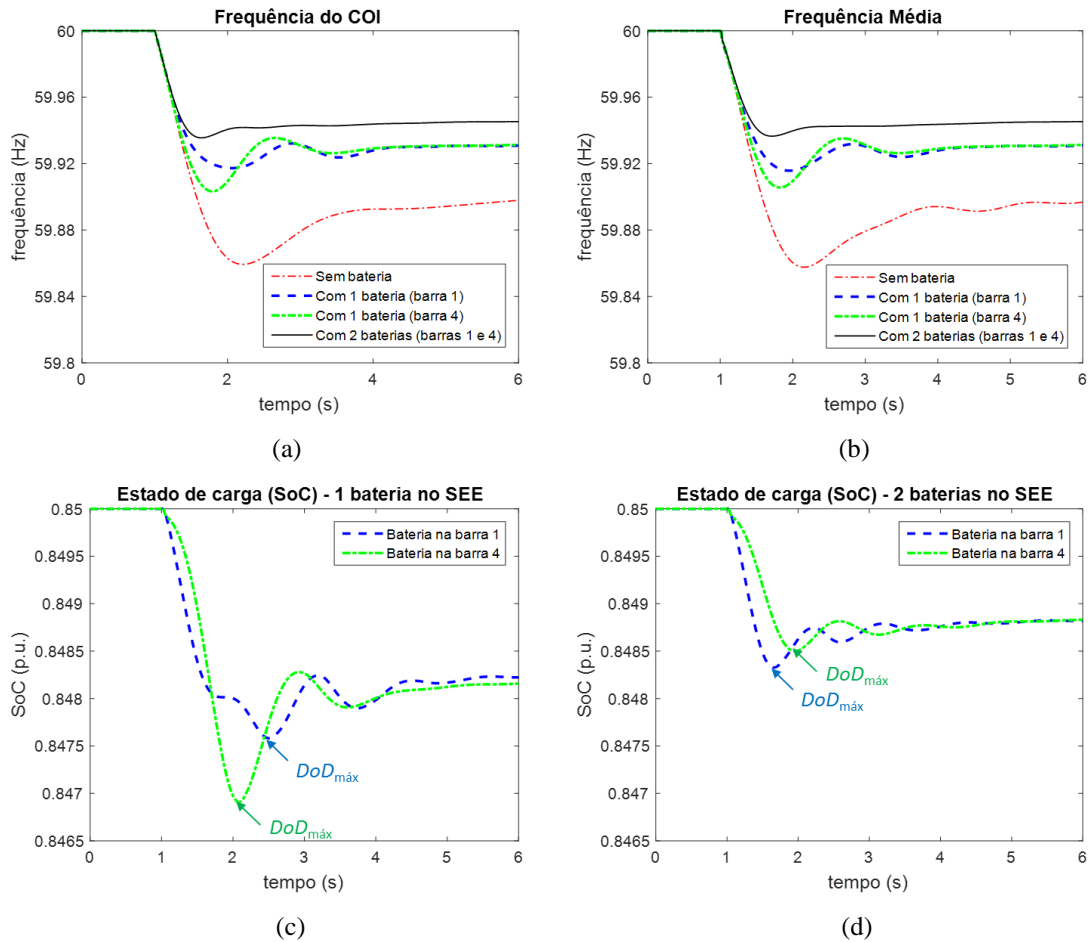 Frequência do COI
60
59.96
59.92
59.88
59.84
59.8
frequência (Hz)
Sem bateria
Com 1 bateria (barra 1)
Com 1 bateria (barra 4)
Com 2 baterias (barras 1 e 4)
0 2 4 6
tempo (s)
(a)
Frequência Média
60
59.96
59.92
59.88
59.84
59.8
frequência (Hz)
Sem bateria
Com 1 bateria (barra 1)
Com 1 bateria (barra 4)
Com 2 baterias (barras 1 e 4)
0 1 2 3 4 5 6
tempo (s)
(b)
Estado de carga (SoC) - 1 bateria no SEE
0.85
0.8495
0.849
0.8485
0.848
0.8475
0.847
0.8465
SoC (p.u.)
Bateria na barra 1
Bateria na barra 4
DoDmáx
DoDmáx
0 1 2 3 4 5 6
tempo (s)
(c)
Estado de carga (SoC) - 2 baterias no SEE
0.85
0.8495
0.849
0.8485
0.848
0.8475
0.847
0.8465
SoC (p.u.)
Bateria na barra 1
Bateria na barra 4
DoDmáx
DoDmáx
0 1 2 3 4 5 6
tempo (s)
(d)